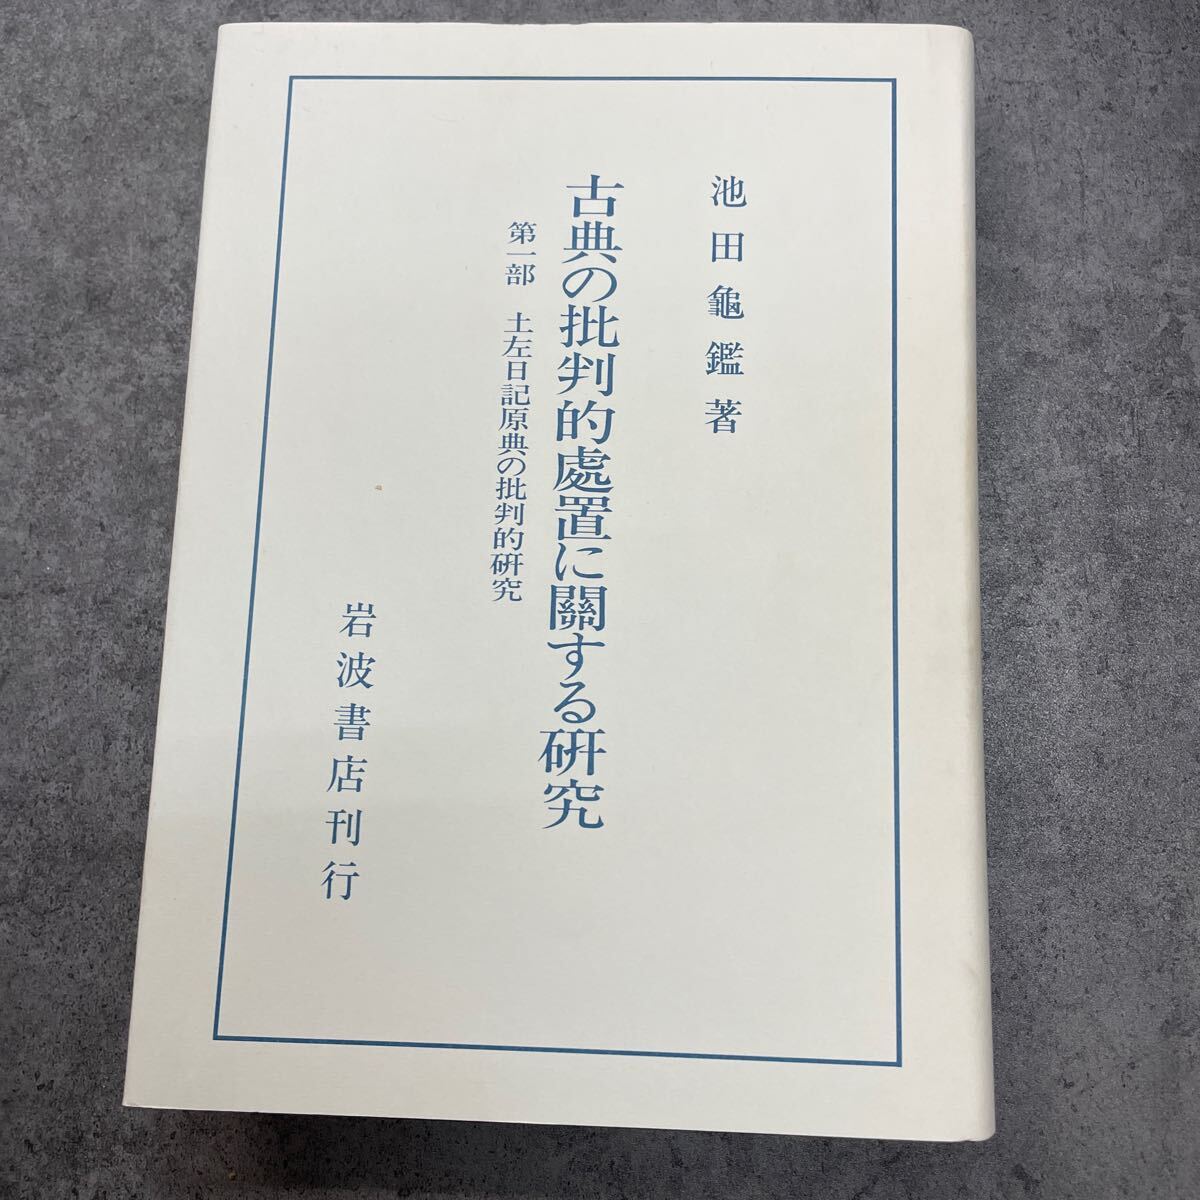 池田龜鑑著
古典の批判的處置に關する硏究
第一部 土左日記原典の批判的硏究
岩波書店刊行